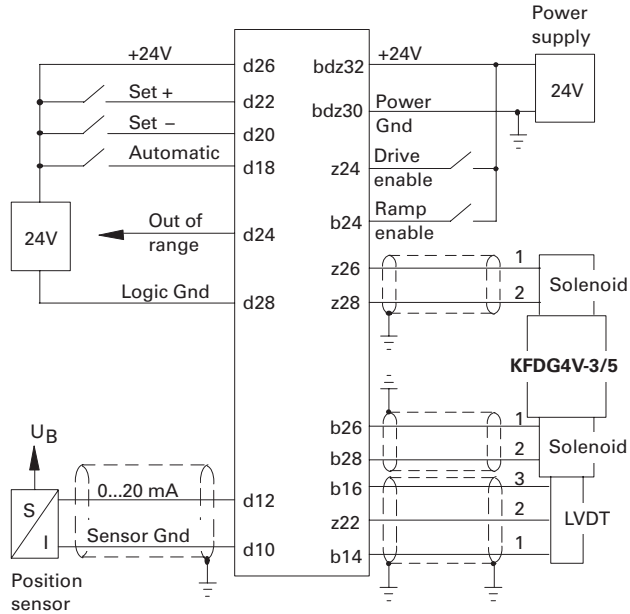 Power
supply
+24V
d26
bdz32
+24V
24V
Set +
d22
bdz30
Power
Gnd
Set –
d20
Automatic
d18
z24
Drive
enable
24V
Out of
range
d24
b24
Ramp
enable
z26
1
Solenoid
Logic Gnd
d28
z28
2
KFDG4V-3/5
UB
b26
1
b28
2
Solenoid
S
I
0...20 mA
d12
b16
3
z22
2
LVDT
Sensor Gnd
d10
b14
1
Position
sensor